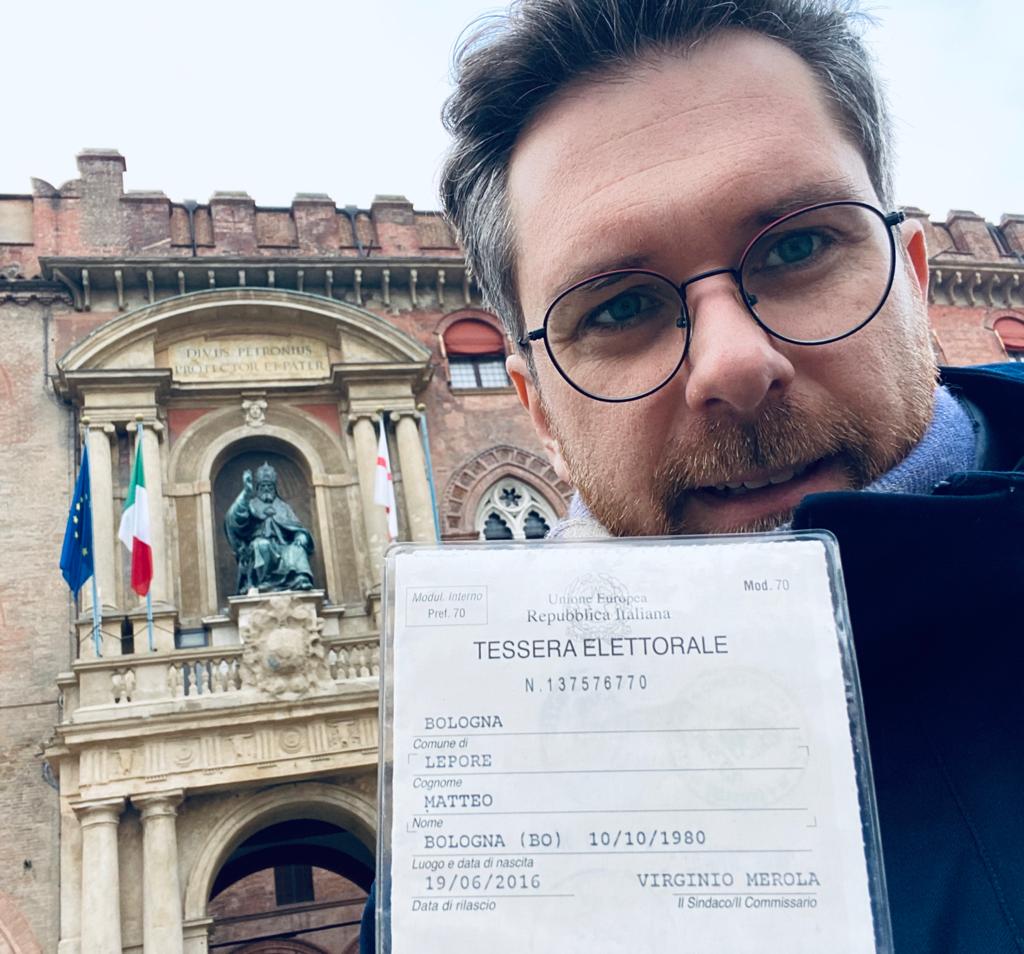 DIVUS PETRONIUS
PROTECTOR ET PATER
Modul. Interno
Pref. 70
Mod. 70
Unione Europea
Repubblica Italiana
TESSERA ELETTORALE
N.137576770
BOLOGNA
Comune di
LEPORE
Cognome
MATTEO
Nome
BOLOGNA (BO) 10/10/1980
Luogo e data di nascita
19/06/2016 VIRGINIO MEROLA
Data di rilascio Il Sindaco/Il Commissario